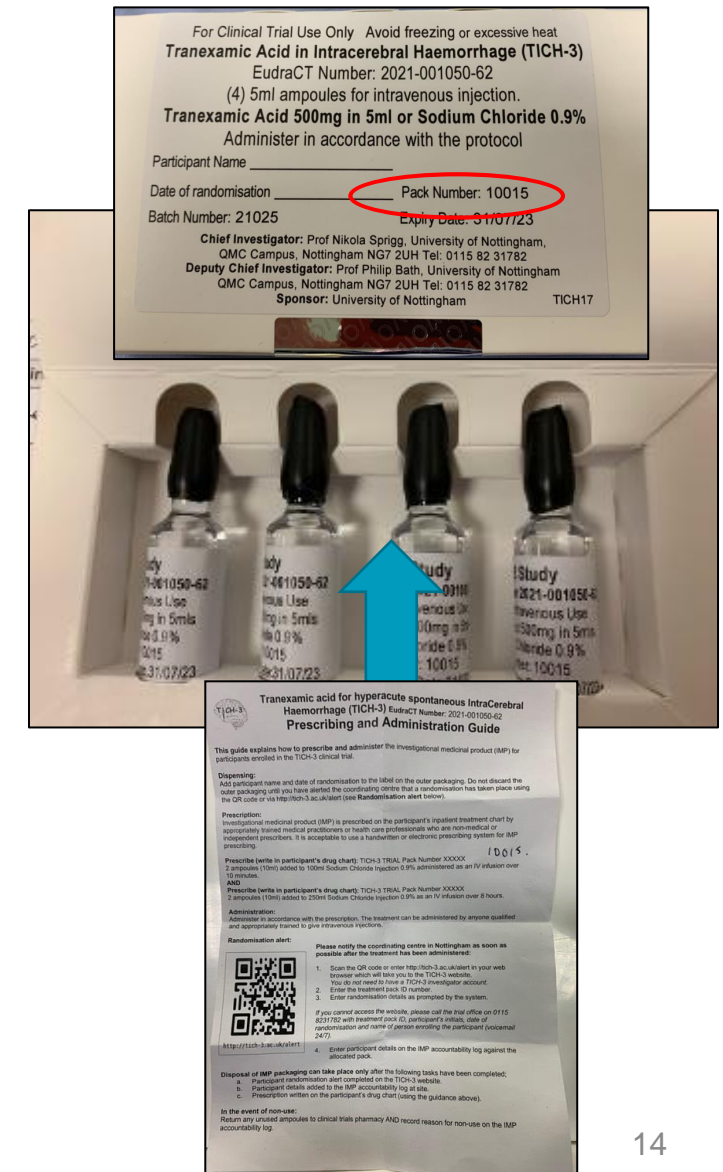 For Clinical Trial Use Only Avoid freezing or excessive heat
Tranexamic Acid in Intracerebral Haemorrhage (TICH-3)
EudraCT Number: 2021-001050-62
(4) 5ml ampoules for intravenous injection.
Tranexamic Acid 500mg in 5ml or Sodium Chloride 0.9%
Administer in accordance with the protocol
Participant Name
Date of randomisation Pack Number: 10015
Batch Number: 21025 Expiry Date: 31/07/23
Chief Investigator: Prof Nikola Sprigg, University of Nottingham,
QMC Campus, Nottingham NG7 2UH Tel: 0115 82 31782
Deputy Chief Investigator: Prof Philip Bath, University of Nottingham
QMC Campus, Nottingham NG7 2UH Tel: 0115 82 31782
Sponsor: University of Nottingham TICH17
Study
2021-001050-62
500mg in 5mls
10015
31/07/23
TICH-3
Tranexamic acid for hyperacute spontaneous IntraCerebral
Haemorrhage (TICH-3) EudraCT Number: 2021-001050-62
Prescribing and Administration Guide
This guide explains how to prescribe and administer the investigational medicinal product (IMP) for
participants enrolled in the TICH-3 clinical trial.
Dispensing:
Add participant name and date of randomisation to the label on the outer packaging. Do not discard the
outer packaging until you have alerted the coordinating centre that a randomisation has taken place using
the QR code or via http://tich-3.ac.uk/alert (see Randomisation alert below).
Prescription:
Investigational medicinal product (IMP) is prescribed on the participant's inpatient treatment chart by
appropriately trained medical practitioners or health care professionals who are non-medical or
independent prescribers. It is acceptable to use a handwritten or electronic prescribing system for IMP
prescribing.
10015.
Prescribe (write in participant's drug chart): TICH-3 TRIAL Pack Number XXXXX
2 ampoules (10ml) added to 100ml Sodium Chloride Injection 0.9% administered as an IV infusion over
10 minutes.
AND
Prescribe (write in participant's drug chart): TICH-3 TRIAL Pack Number XXXXX
2 ampoules (10ml) added to 250ml Sodium Chloride Injection 0.9% as an IV infusion over 8 hours.
Administration:
Administer in accordance with the prescription. The treatment can be administered by anyone qualified
and appropriately trained to give intravenous injections.
Randomisation alert:
Please notify the coordinating centre in Nottingham as soon as
possible after the treatment has been administered:
1. Scan the QR code or enter http://tich-3.ac.uk/alert in your web
browser which will take you to the TICH-3 website.
You do not need to have a TICH-3 investigator account.
2. Enter the treatment pack ID number.
3. Enter randomisation details as prompted by the system.
If you cannot access the website, please call the trial office on 0115
8231782 with treatment pack ID, participant's initials, date of
randomisation and name of person enrolling the participant (voicemail
24/7).
http://tich-3.ac.uk/alert
4. Enter participant details on the IMP accountability log against the
allocated pack.
Disposal of IMP packaging can take place only after the following tasks have been completed:
a. Participant randomisation alert completed on the TICH-3 website.
b. Participant details added to the IMP accountability log at site.
c. Prescription written on the participant's drug chart (using the guidance above).
In the event of non-use:
Return any unused ampoules to clinical trials pharmacy AND record reason for non-use on the IMP
accountability log.
14